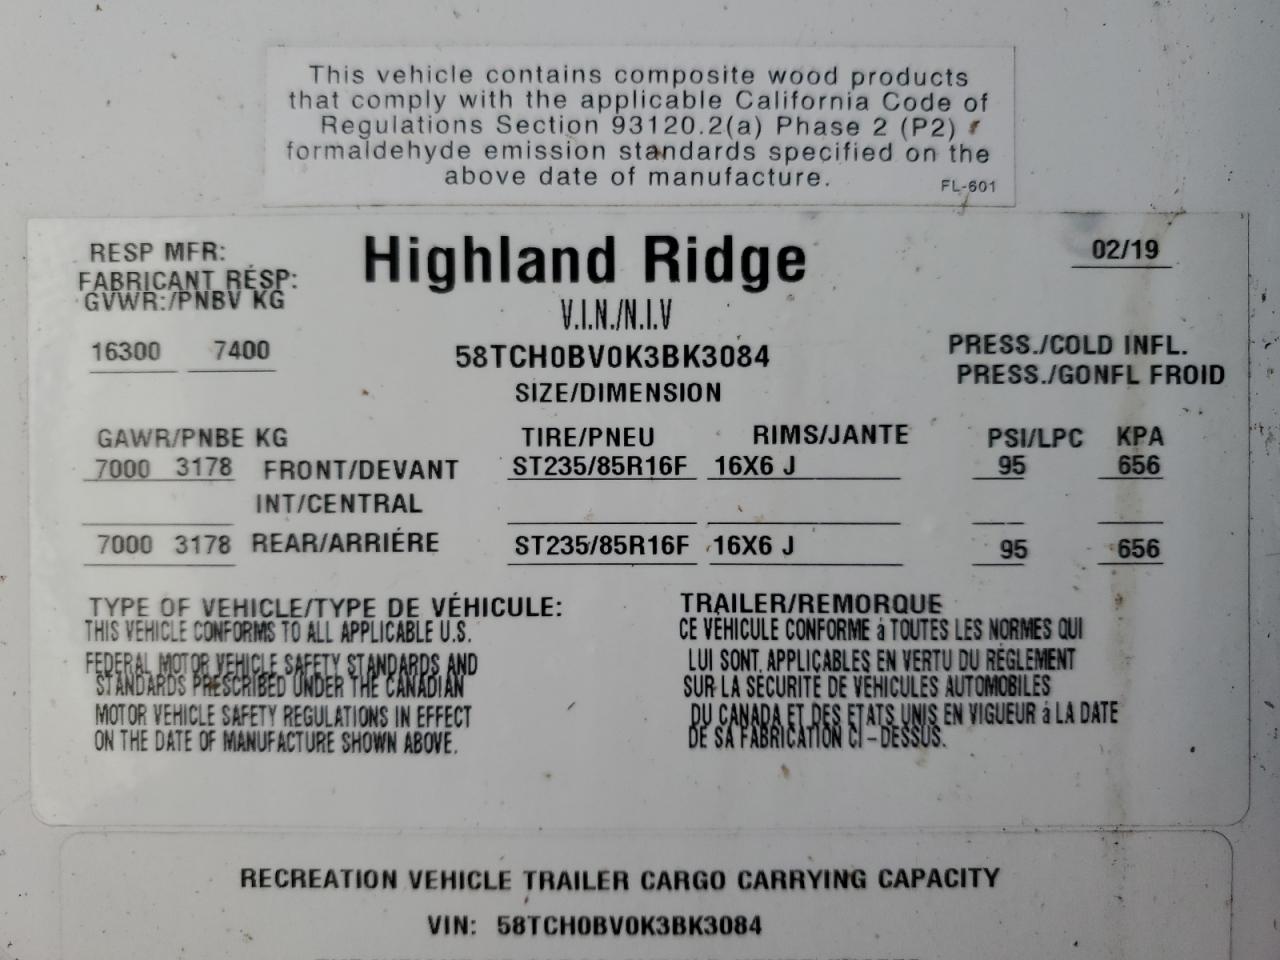 This vehicle contains composite wood products
that comply with the applicable California Code of
Regulations Section 93120.2(a) Phase 2 (P2)
formaldehyde emission standards specified on the
above date of manufacture.
FL-601
RESP MFR: Highland Ridge 02/19
FABRICANT RÉSP:
GVWR:/PNBV KG
V.I.N./N.I.V
16300 7400 58TCH0BV0K3BK3084 PRESS./COLD INFL.
SIZE/DIMENSION PRESS./GONFL FROID
GAWR/PNBE KG TIRE/PNEU RIMS/JANTE PSI/LPC KPA
7000 3178 FRONT/DEVANT ST235/85R16F 16X6 J 95 656
INT/CENTRAL
7000 3178 REAR/ARRIÉRE ST235/85R16F 16X6 J 95 656
TYPE OF VEHICLE/TYPE DE VÉHICULE: TRAILER/REMORQUE
THIS VEHICLE CONFORMS TO ALL APPLICABLE U.S.
FEDERAL MOTOR VEHICLE SAFETY STANDARDS AND
STANDARDS PRESCRIBED UNDER THE CANADIAN
MOTOR VEHICLE SAFETY REGULATIONS IN EFFECT
ON THE DATE OF MANUFACTURE SHOWN ABOVE.
CE VÉHICULE CONFORME á TOUTES LES NORMES QUI
LUI SONT APPLICABLES EN VERTU DU RÉGLEMENT
SUR LA SÉCURITE DE VÉHICULES AUTOMOBILES
DU CANADA ET DES ETATS UNIS EN VIGUEUR á LA DATE
DE SA FABRICATION CI-DESSUS.
RECREATION VEHICLE TRAILER CARGO CARRYING CAPACITY
VIN: 58TCH0BV0K3BK3084